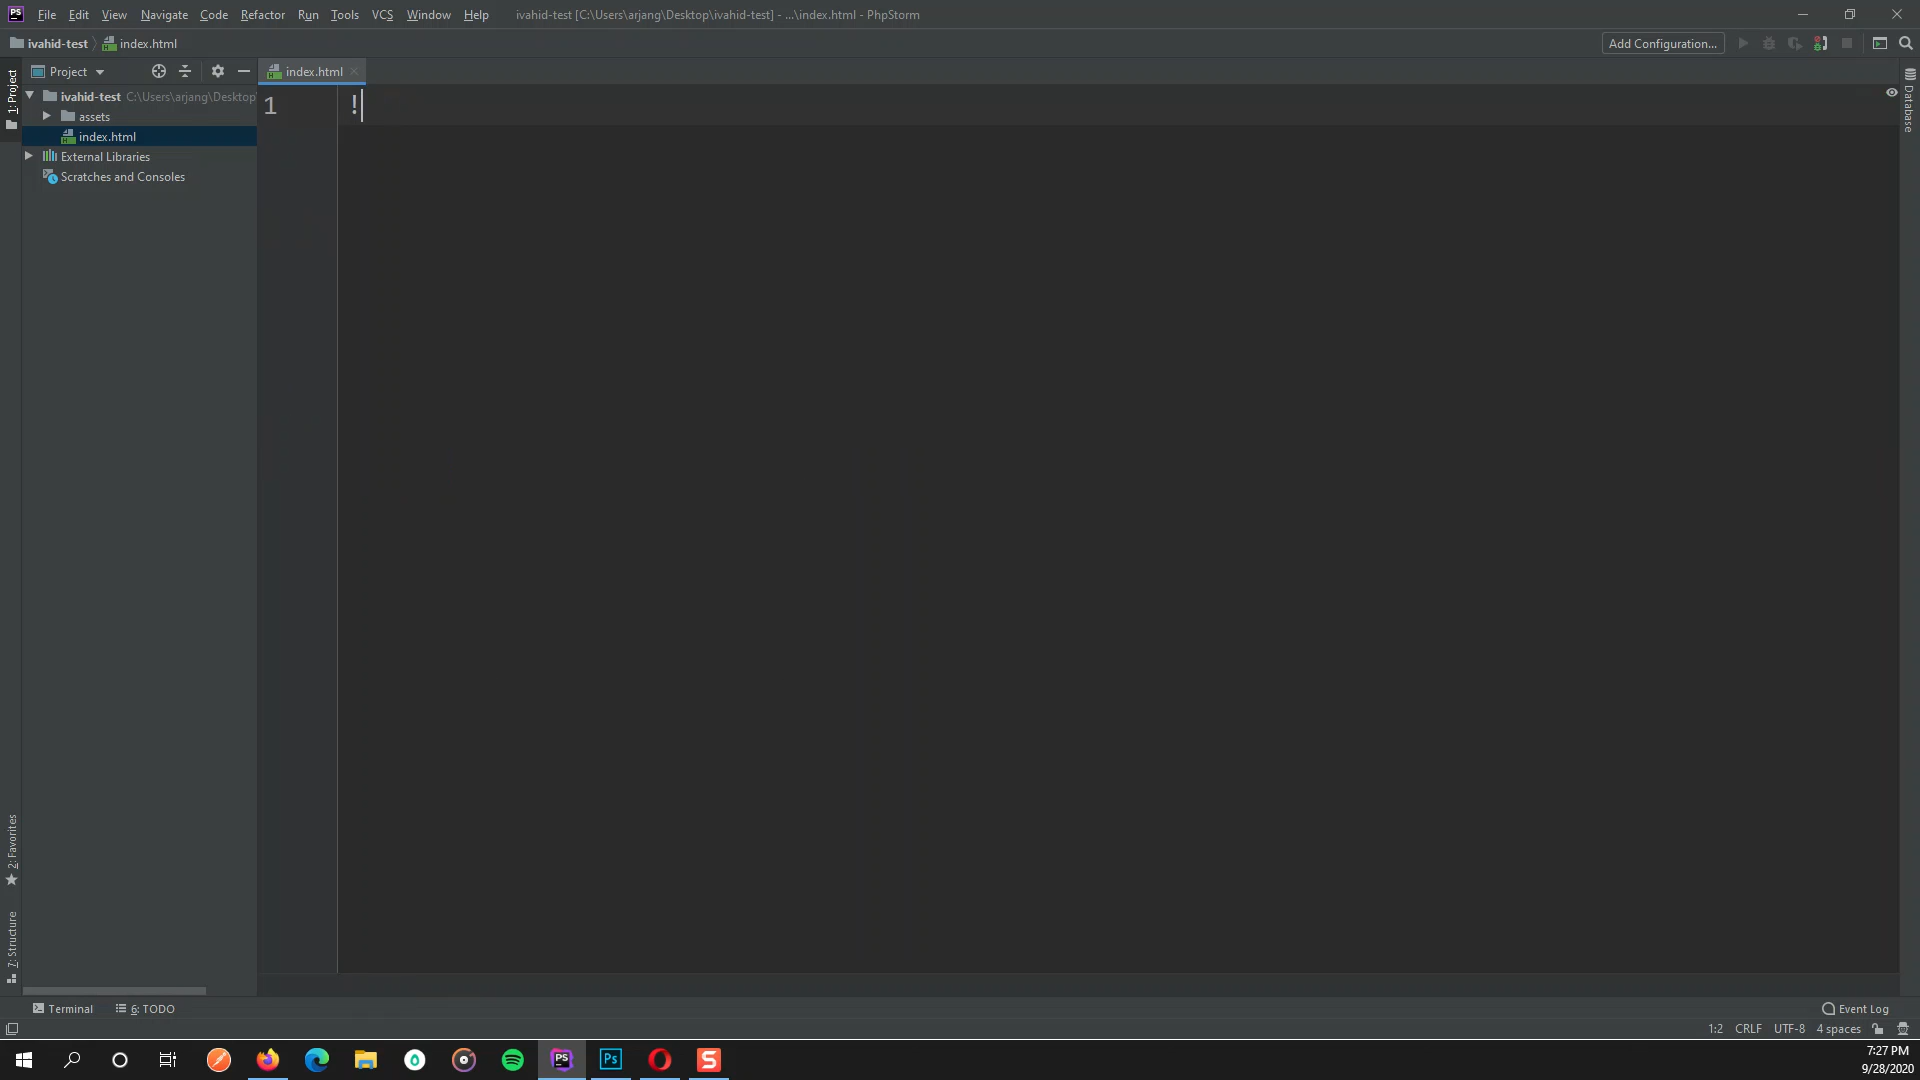 PS File Edit View Navigate Code Refactor Run Tools VCS Window Help ivahid-test [C:\Users\arjang\Desktop\ivahid-test] - ...\index.html - PhpStorm
ivahid-test index.html Add Configuration...
1: Project
Project
index.html
ivahid-test C:\Users\arjang\Desktop
assets
index.html
External Libraries
Scratches and Consoles
1 !
Database
2: Favorites
7: Structure
Terminal 6: TODO Event Log
1:2 CRLF UTF-8 4 spaces
PS Ps S
7:27 PM
9/28/2020